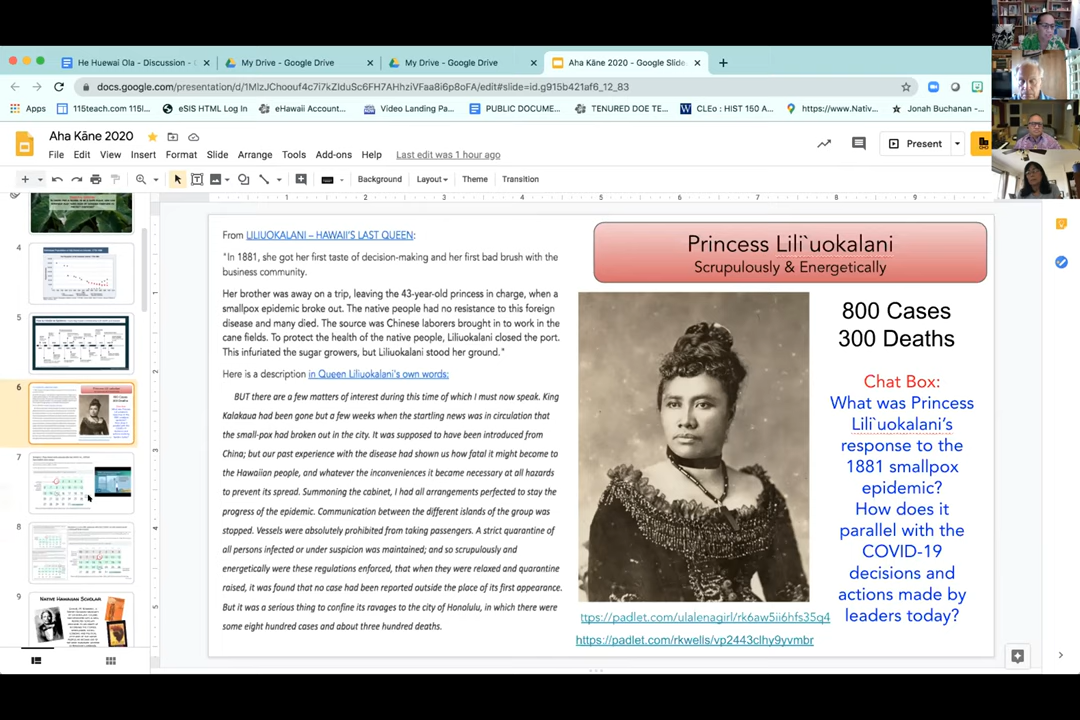 He Huewai Ola - Discussion -
My Drive - Google Drive
My Drive - Google Drive
Aha Kāne 2020 - Google Slide
docs.google.com/presentation/d/1MlzJChoouf4c7i7kZIduSc6FH7AHhziVFaa8i6p8oFA/edit#slide=id.g915b421af6_12_83
Apps
115teach.com 115l...
eSIS HTML Log In
eHawaii Account...
Video Landing Pa...
PUBLIC DOCUME...
TENURED DOE TE...
CLEo : HIST 150 A...
https://www.Nativ...
Jonah Buchanan -...
Aha Kāne 2020
File Edit View Insert Format Slide Arrange Tools Add-ons Help Last edit was 1 hour ago
Present
Background Layout Theme Transition
1 2 3 4 5 6 7 8 9
4
5
6
7
8
9
NATIVE HAWAIIAN SCHOLAR
From LILIUOKALANI – HAWAII'S LAST QUEEN:
"In 1881, she got her first taste of decision-making and her first bad brush with the
business community.
Her brother was away on a trip, leaving the 43-year-old princess in charge, when a
smallpox epidemic broke out. The native people had no resistance to this foreign
disease and many died. The source was Chinese laborers brought in to work in the
cane fields. To protect the health of the native people, Liliuokalani closed the port.
This infuriated the sugar growers, but Liliuokalani stood her ground."
Here is a description in Queen Liliuokalani's own words:
BUT there are a few matters of interest during this time of which I must now speak. King
Kalakaua had been gone but a few weeks when the startling news was in circulation that
the small-pox had broken out in the city. It was supposed to have been introduced from
China; but our past experience with the disease had shown us how fatal it might become to
the Hawaiian people, and whatever the inconveniences it became necessary at all hazards
to prevent its spread. Summoning the cabinet, I had all arrangements perfected to stay the
progress of the epidemic. Communication between the different islands of the group was
stopped. Vessels were absolutely prohibited from taking passengers. A strict quarantine of
all persons infected or under suspicion was maintained; and so scrupulously and
energetically were these regulations enforced, that when they were relaxed and quarantine
raised, it was found that no case had been reported outside the place of its first appearance.
But it was a serious thing to confine its ravages to the city of Honolulu, in which there were
some eight hundred cases and about three hundred deaths.
Princess Lili`uokalani
Scrupulously & Energetically
800 Cases
300 Deaths
Chat Box:
What was Princess
Lili`uokalani's
response to the
1881 smallpox
epidemic?
How does it
parallel with the
COVID-19
decisions and
actions made by
leaders today?
ttps://padlet.com/ulalenagirl/rk6aw5ii6hfs35q4
https://padlet.com/rkwells/vp2443clhy9yvmbr